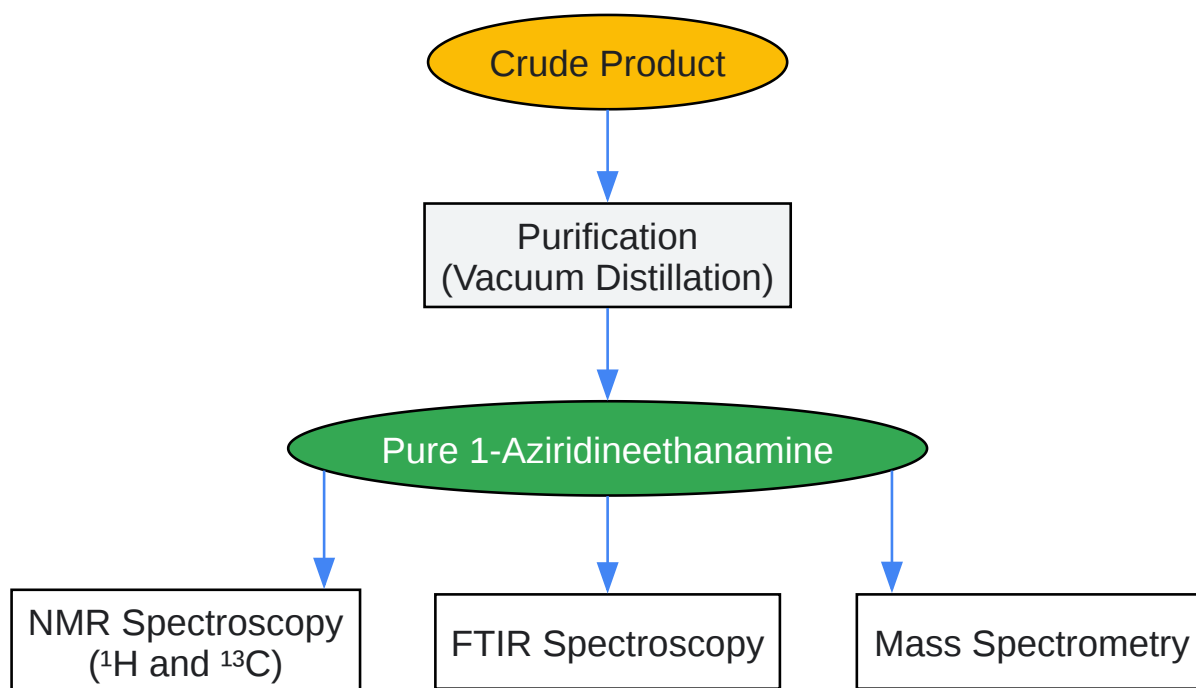 Crude Product
Purification
(Vacuum Distillation)
Pure 1-Aziridineethanamine
NMR Spectroscopy
(¹H and ¹³C)
FTIR Spectroscopy
Mass Spectrometry